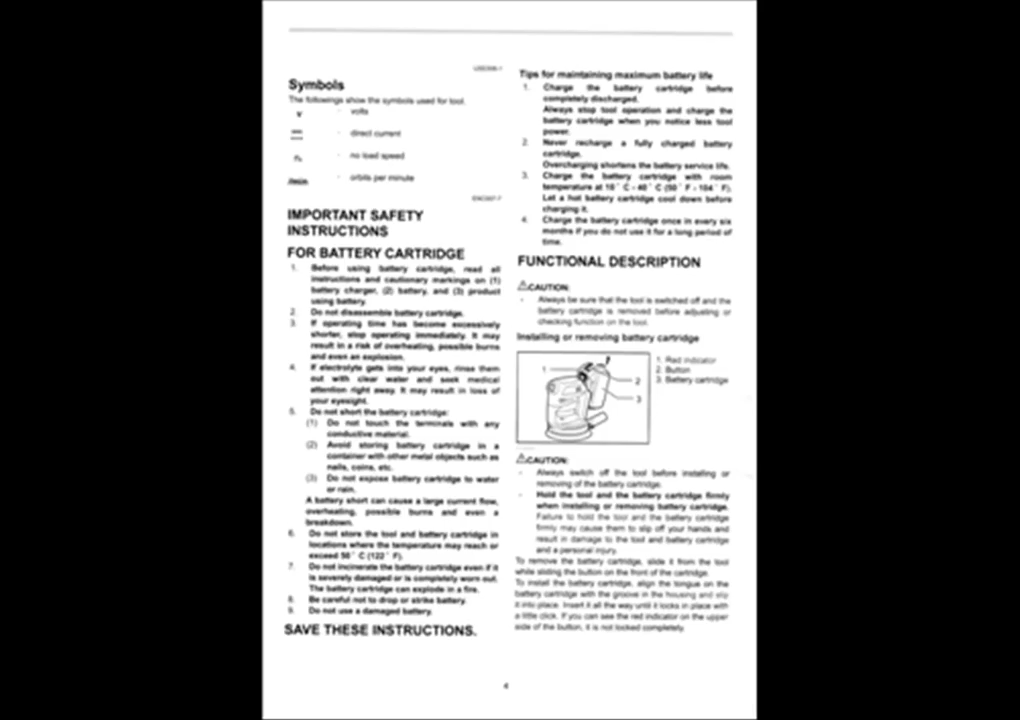 Symbols
The followings show the symbols used for tool.
V · volts
· direct current
n₀ · no load speed
/min · orbits per minute
ENC007-7
IMPORTANT SAFETY
INSTRUCTIONS
FOR BATTERY CARTRIDGE
1. Before using battery cartridge, read all
instructions and cautionary markings on (1)
battery charger, (2) battery, and (3) product
using battery.
2. Do not disassemble battery cartridge.
3. If operating time has become excessively
shorter, stop operating immediately. It may
result in a risk of overheating, possible burns
and even an explosion.
4. If electrolyte gets into your eyes, rinse them
out with clear water and seek medical
attention right away. It may result in loss of
your eyesight.
5. Do not short the battery cartridge:
(1) Do not touch the terminals with any
conductive material.
(2) Avoid storing battery cartridge in a
container with other metal objects such as
nails, coins, etc.
(3) Do not expose battery cartridge to water
or rain.
A battery short can cause a large current flow,
overheating, possible burns and even a
breakdown.
6. Do not store the tool and battery cartridge in
locations where the temperature may reach or
exceed 50 ゜ C (122 ゜ F).
7. Do not incinerate the battery cartridge even if it
is severely damaged or is completely worn out.
The battery cartridge can explode in a fire.
8. Be careful not to drop or strike battery.
9. Do not use a damaged battery.
SAVE THESE INSTRUCTIONS.
Tips for maintaining maximum battery life
1. Charge the battery cartridge before
completely discharged.
Always stop tool operation and charge the
battery cartridge when you notice less tool
power.
2. Never recharge a fully charged battery
cartridge.
Overcharging shortens the battery service life.
3. Charge the battery cartridge with room
temperature at 10 ゜ C - 40 ゜ C (50 ゜ F - 104 ゜ F).
Let a hot battery cartridge cool down before
charging it.
4. Charge the battery cartridge once in every six
months if you do not use it for a long period of
time.
FUNCTIONAL DESCRIPTION
⚠CAUTION:
· Always be sure that the tool is switched off and the
battery cartridge is removed before adjusting or
checking function on the tool.
Installing or removing battery cartridge
1
2
3
1. Red indicator
2. Button
3. Battery cartridge
⚠CAUTION:
· Always switch off the tool before installing or
removing of the battery cartridge.
· Hold the tool and the battery cartridge firmly
when installing or removing battery cartridge.
Failure to hold the tool and the battery cartridge
firmly may cause them to slip off your hands and
result in damage to the tool and battery cartridge
and a personal injury.
To remove the battery cartridge, slide it from the tool
while sliding the button on the front of the cartridge.
To install the battery cartridge, align the tongue on the
battery cartridge with the groove in the housing and slip
it into place. Insert it all the way until it locks in place with
a little click. If you can see the red indicator on the upper
side of the button, it is not locked completely.
4